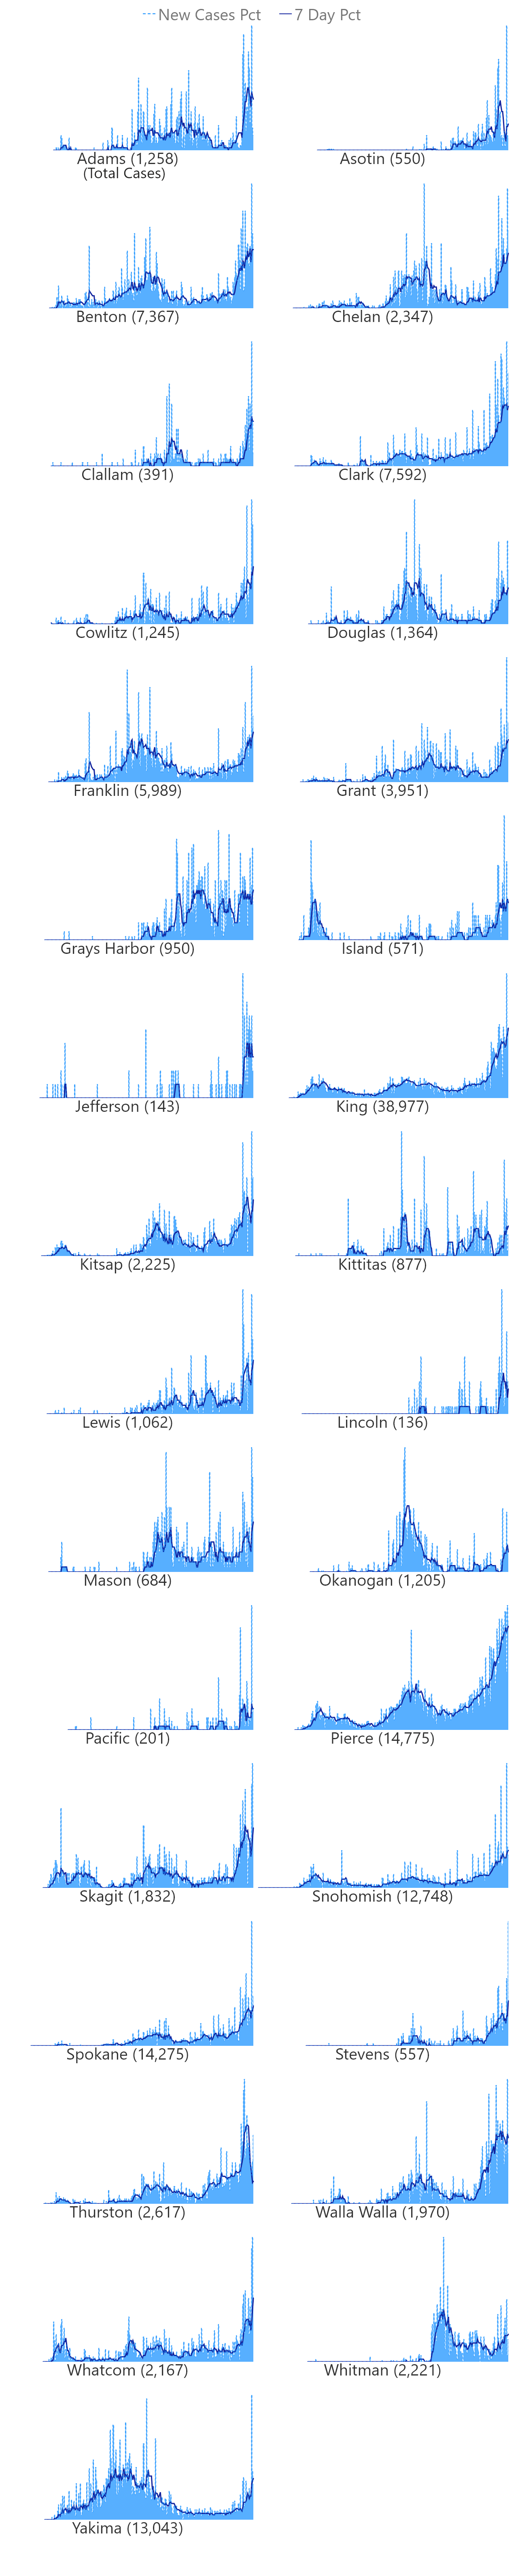 New Cases Pct 7 Day Pct
Adams (1,258) Asotin (550)
(Total Cases)
Benton (7,367) Chelan (2,347)
Clallam (391) Clark (7,592)
Cowlitz (1,245) Douglas (1,364)
Franklin (5,989) Grant (3,951)
Grays Harbor (950) Island (571)
Jefferson (143) King (38,977)
Kitsap (2,225) Kittitas (877)
Lewis (1,062) Lincoln (136)
Mason (684) Okanogan (1,205)
Pacific (201) Pierce (14,775)
Skagit (1,832) Snohomish (12,748)
Spokane (14,275) Stevens (557)
Thurston (2,617) Walla Walla (1,970)
Whatcom (2,167) Whitman (2,221)
Yakima (13,043)